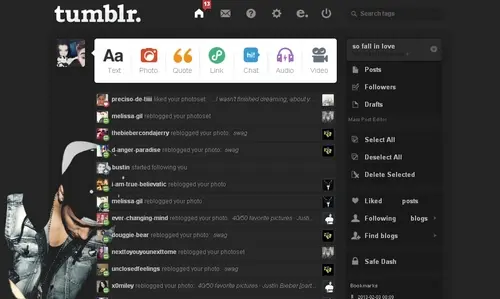 tumblr.
13
Search tags
so fall in love
Aa
hi!
Text
Photo
Quote
Link
Chat
Audio
Video
Posts
Followers
Drafts
Mass Post Editor
Select All
Deselect All
Delete Selected
Liked posts
Following blogs
Find blogs
Safe Dash
Bookmarks
liked your photoset: ... I wasn't finished dreaming, about y...
melissa-gil reblogged your photoset
thebiebercondajerry reblogged your photo: swag
d-anger-paradise reblogged your photo: swag
bustin started following you
i-am-true-believatic reblogged your photo
melissa-gil reblogged your photo
ever-changing-mind reblogged your photo: 40/50 favorite pictures - Justi...
douggie-bear reblogged your photo: swag
nexttoyouyounexttome reblogged your photoset
unclosedfeelings reblogged your photo: swag
x0miley reblogged your photo: 40/50 favorite pictures - Justin Bieber [part